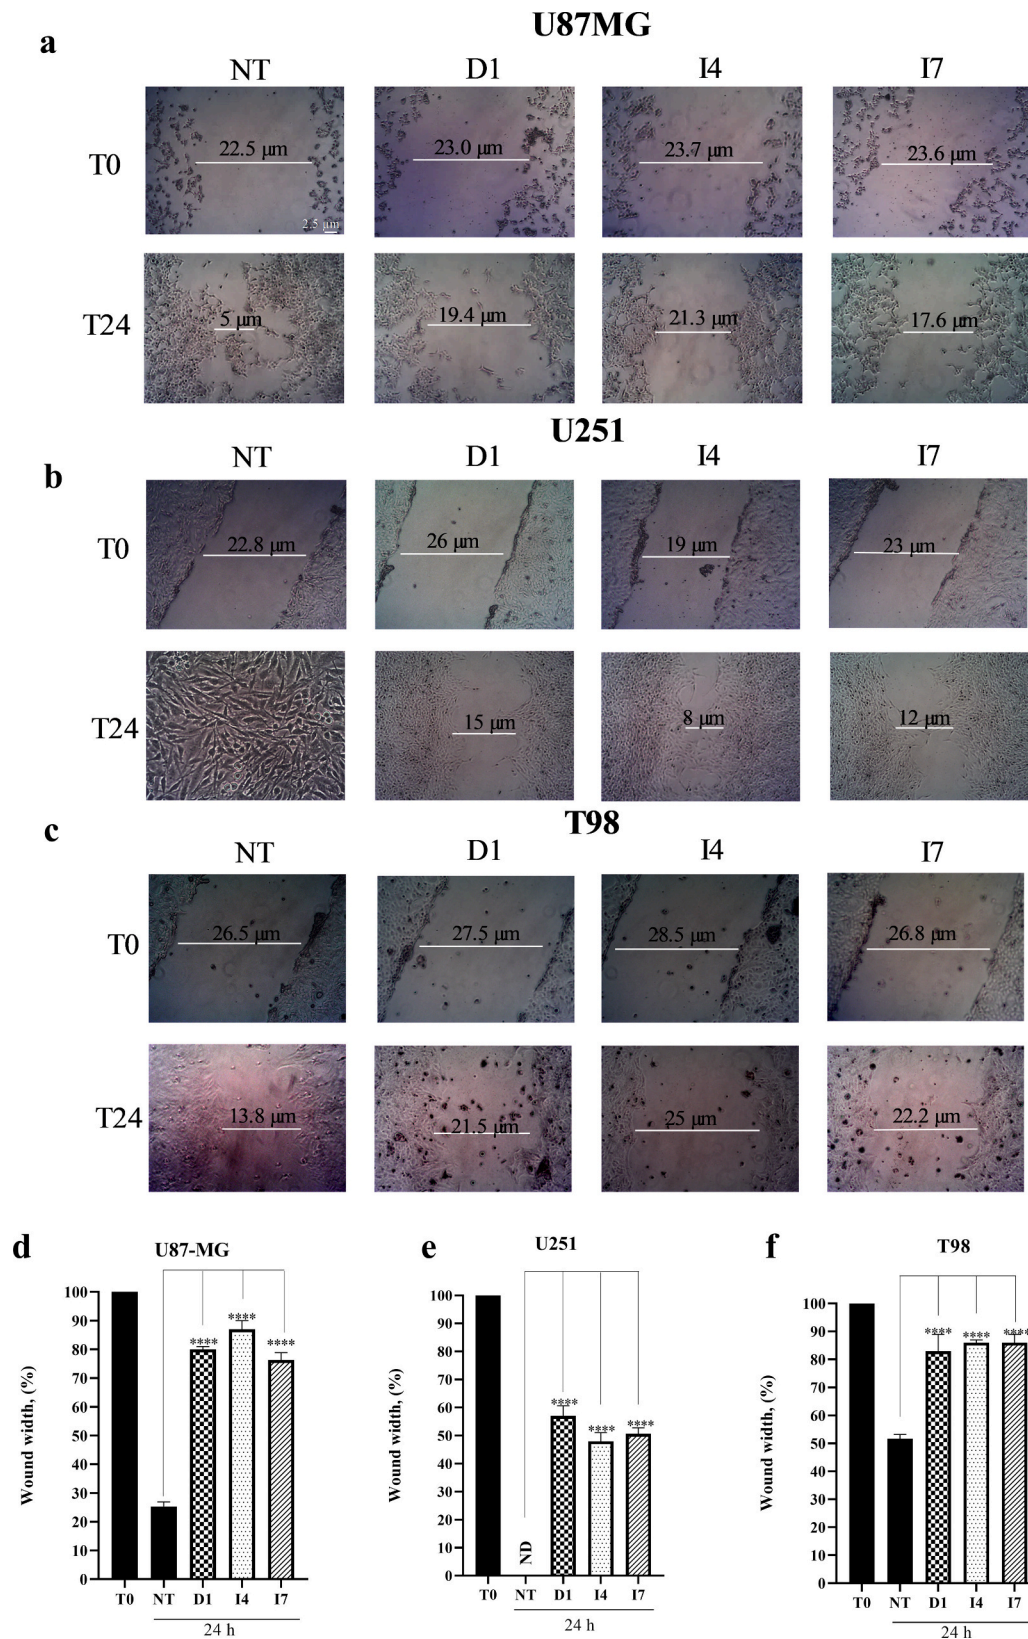 U87MG
a
NT D1 I4 I7
T0
22.5 µm 23.0 µm 23.7 µm 23.6 µm
2.5 µm
T24
5 µm 19.4 µm 21.3 µm 17.6 µm
U251
b
NT D1 I4 I7
T0
22.8 µm 26 µm 19 µm 23 µm
T24
15 µm 8 µm 12 µm
T98
c
NT D1 I4 I7
T0
26.5 µm 27.5 µm 28.5 µm 26.8 µm
T24
13.8 µm 21.5 µm 25 µm 22.2 µm
d
U87-MG
Wound width, (%)
100
90
80
70
60
50
40
30
20
10
0
**** **** ****
T0 NT D1 I4 I7
24 h
e
U251
Wound width, (%)
100
90
80
70
60
50
40
30
20
10
0
ND
**** **** ****
T0 NT D1 I4 I7
24 h
f
T98
Wound width, (%)
100
90
80
70
60
50
40
30
20
10
0
**** **** ****
T0 NT D1 I4 I7
24 h